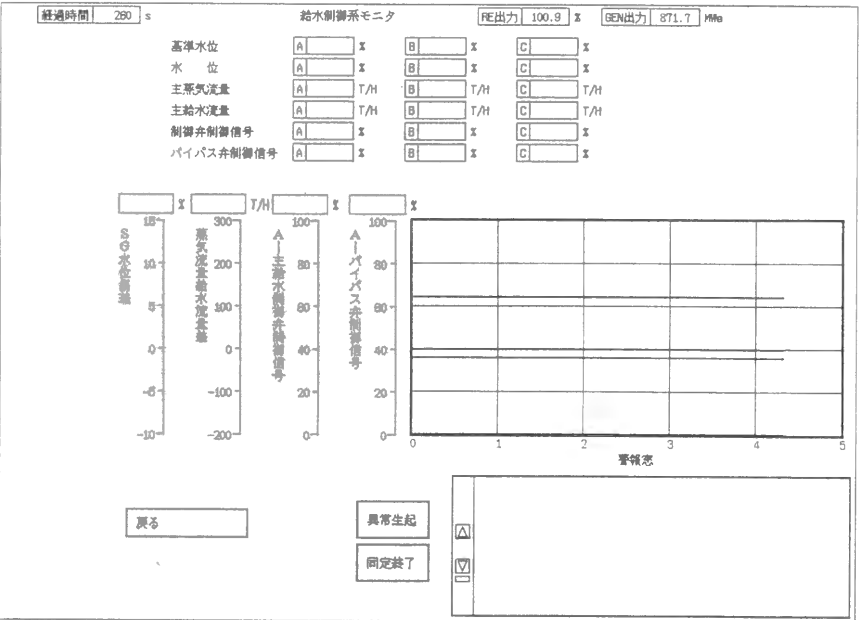 経過時間 260 s 給水制御系モニタ RE出力 100.9 % GEN出力 871.7 MWe
基準水位 A % B % C %
水 位 A % B % C %
主蒸気流量 A T/H B T/H C T/H
主給水流量 A T/H B T/H C T/H
制御弁制御信号 A % B % C %
バイパス弁制御信号 A % B % C %
% T/H % %
SG水位偏差
15
10
5
0
-5
-10
蒸気流量給水流量差
300
200
100
0
-100
-200
A－主給水制御弁制御信号
100
80
60
40
20
0
A－バイパス弁制御信号
100
80
60
40
20
0
0 1 2 3 4 5
警報窓
戻る
異常生起
同定終了
△
▽